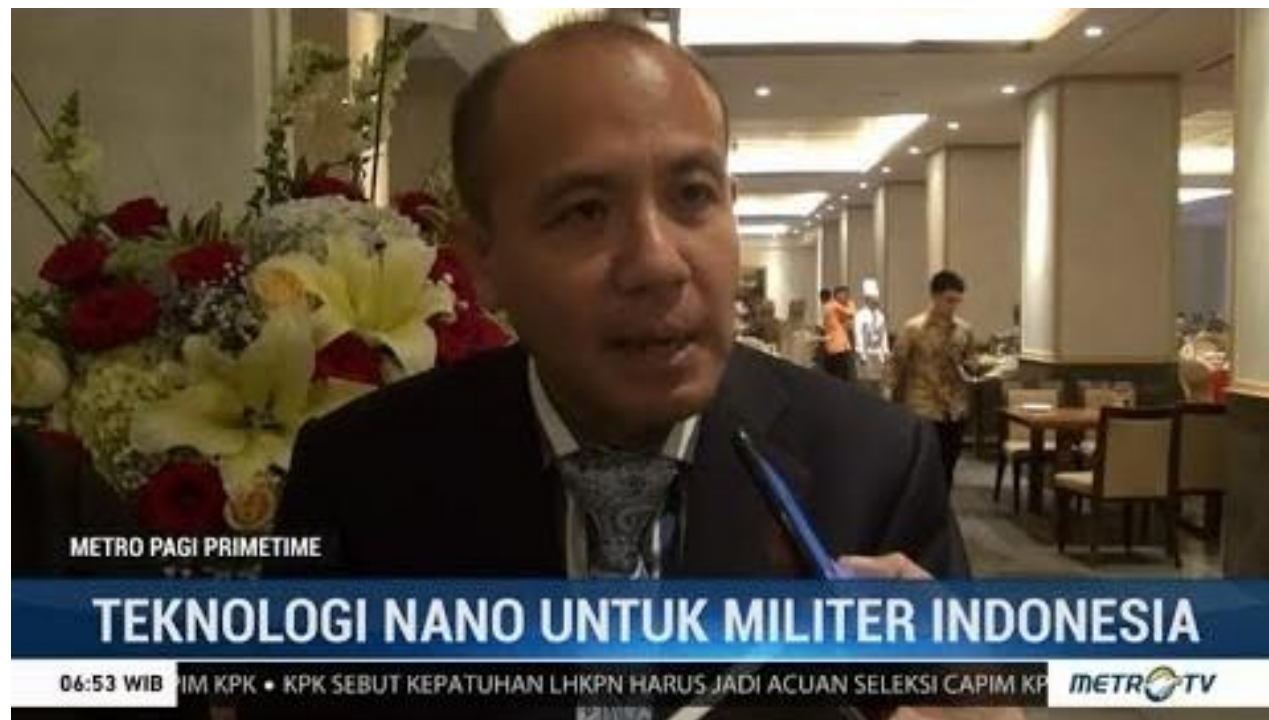 METRO PAGI PRIMETIME
TEKNOLOGI NANO UNTUK MILITER INDONESIA
06:53 WIB
IM KPK • KPK SEBUT KEPATUHAN LHKPN HARUS JADI ACUAN SELEKSI CAPIM KP
METRO TV